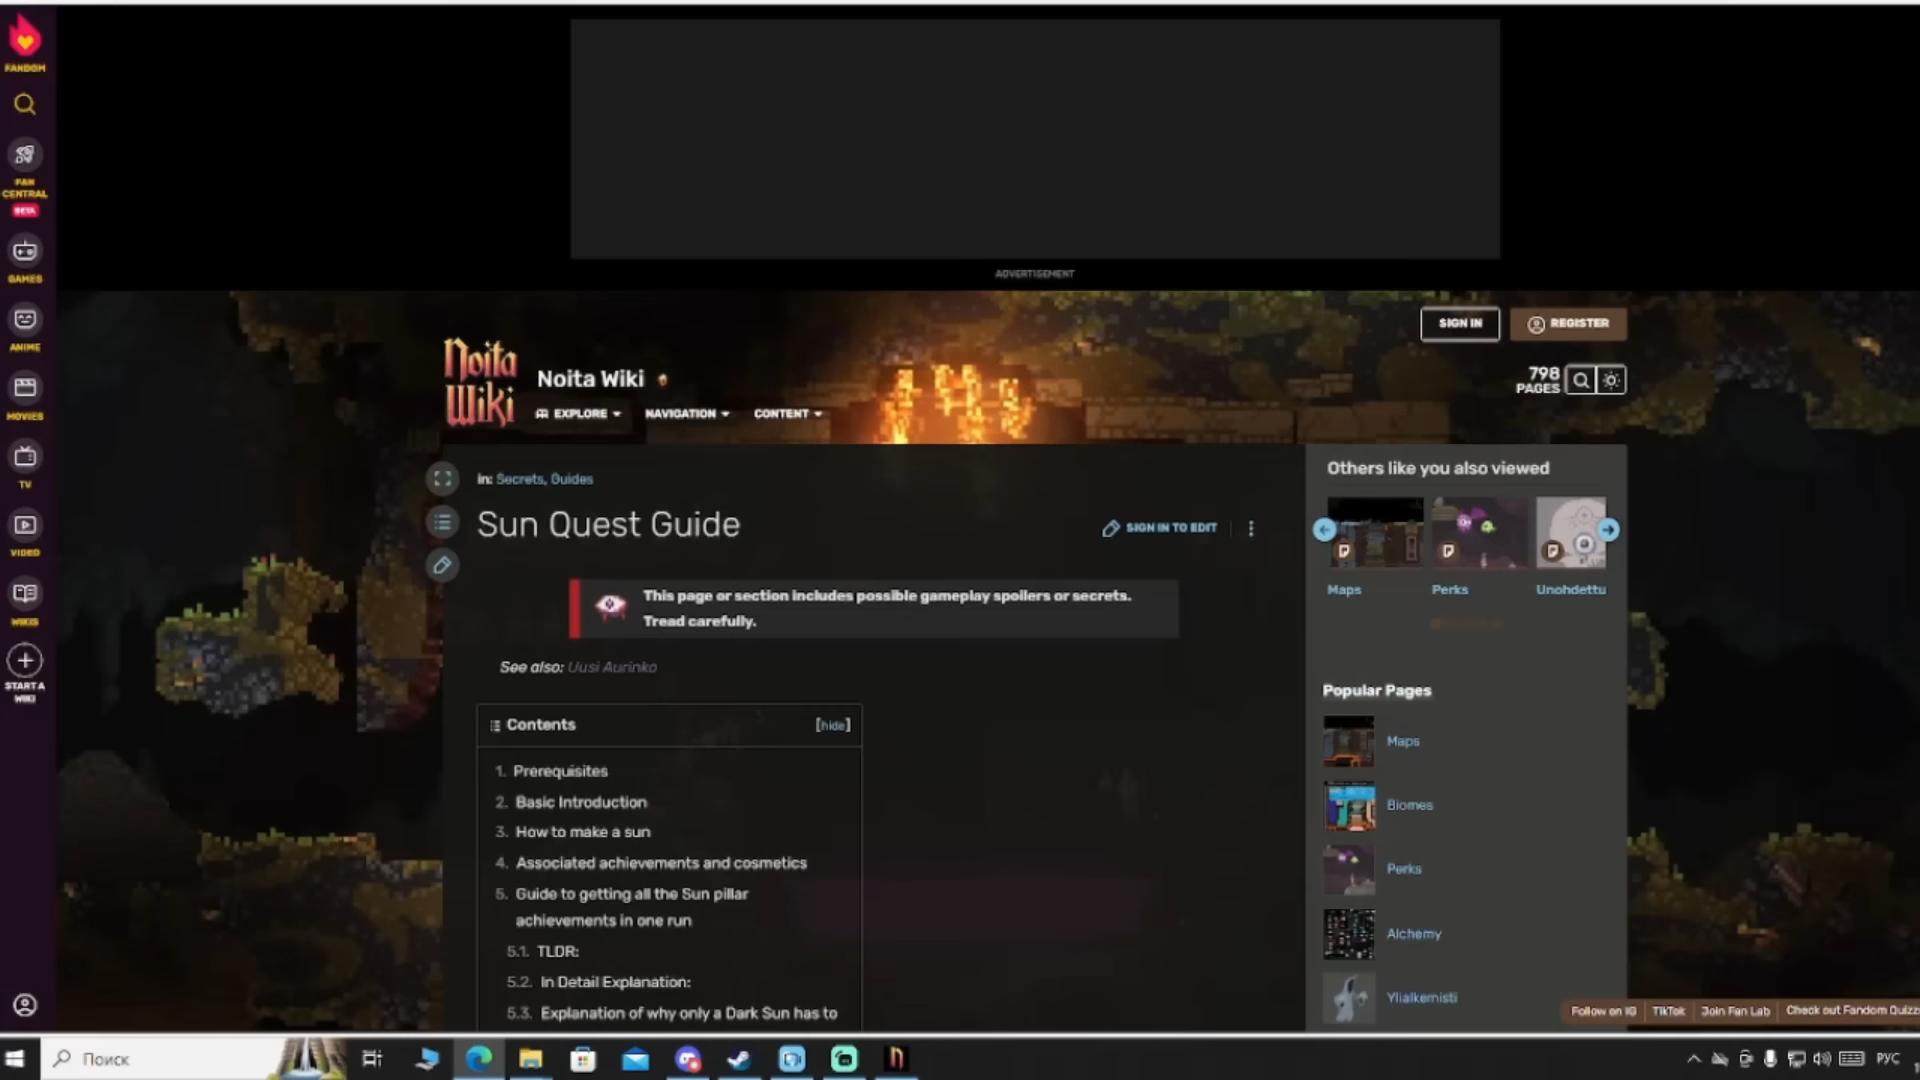 FANDOM
FAN
CENTRAL
BETA
GAMES
ANIME
MOVIES
TV
VIDEO
WIKIS
START A
WIKI
ADVERTISEMENT
SIGN IN
REGISTER
Noita
Wiki
Noita Wiki
798
PAGES
EXPLORE
NAVIGATION
CONTENT
in: Secrets, Guides
Sun Quest Guide
SIGN IN TO EDIT
This page or section includes possible gameplay spoilers or secrets.
Tread carefully.
See also: Uusi Aurinko
Contents [hide]
1. Prerequisites
2. Basic Introduction
3. How to make a sun
4. Associated achievements and cosmetics
5. Guide to getting all the Sun pillar
achievements in one run
5.1. TLDR:
5.2. In Detail Explanation:
5.3. Explanation of why only a Dark Sun has to
Others like you also viewed
Maps
Perks
Unohdettu
Popular Pages
Maps
Biomes
Perks
Alchemy
Ylialkemisti
Follow on IG
TikTok
Join Fan Lab
Check out Fandom Quizz
Поиск
РУС